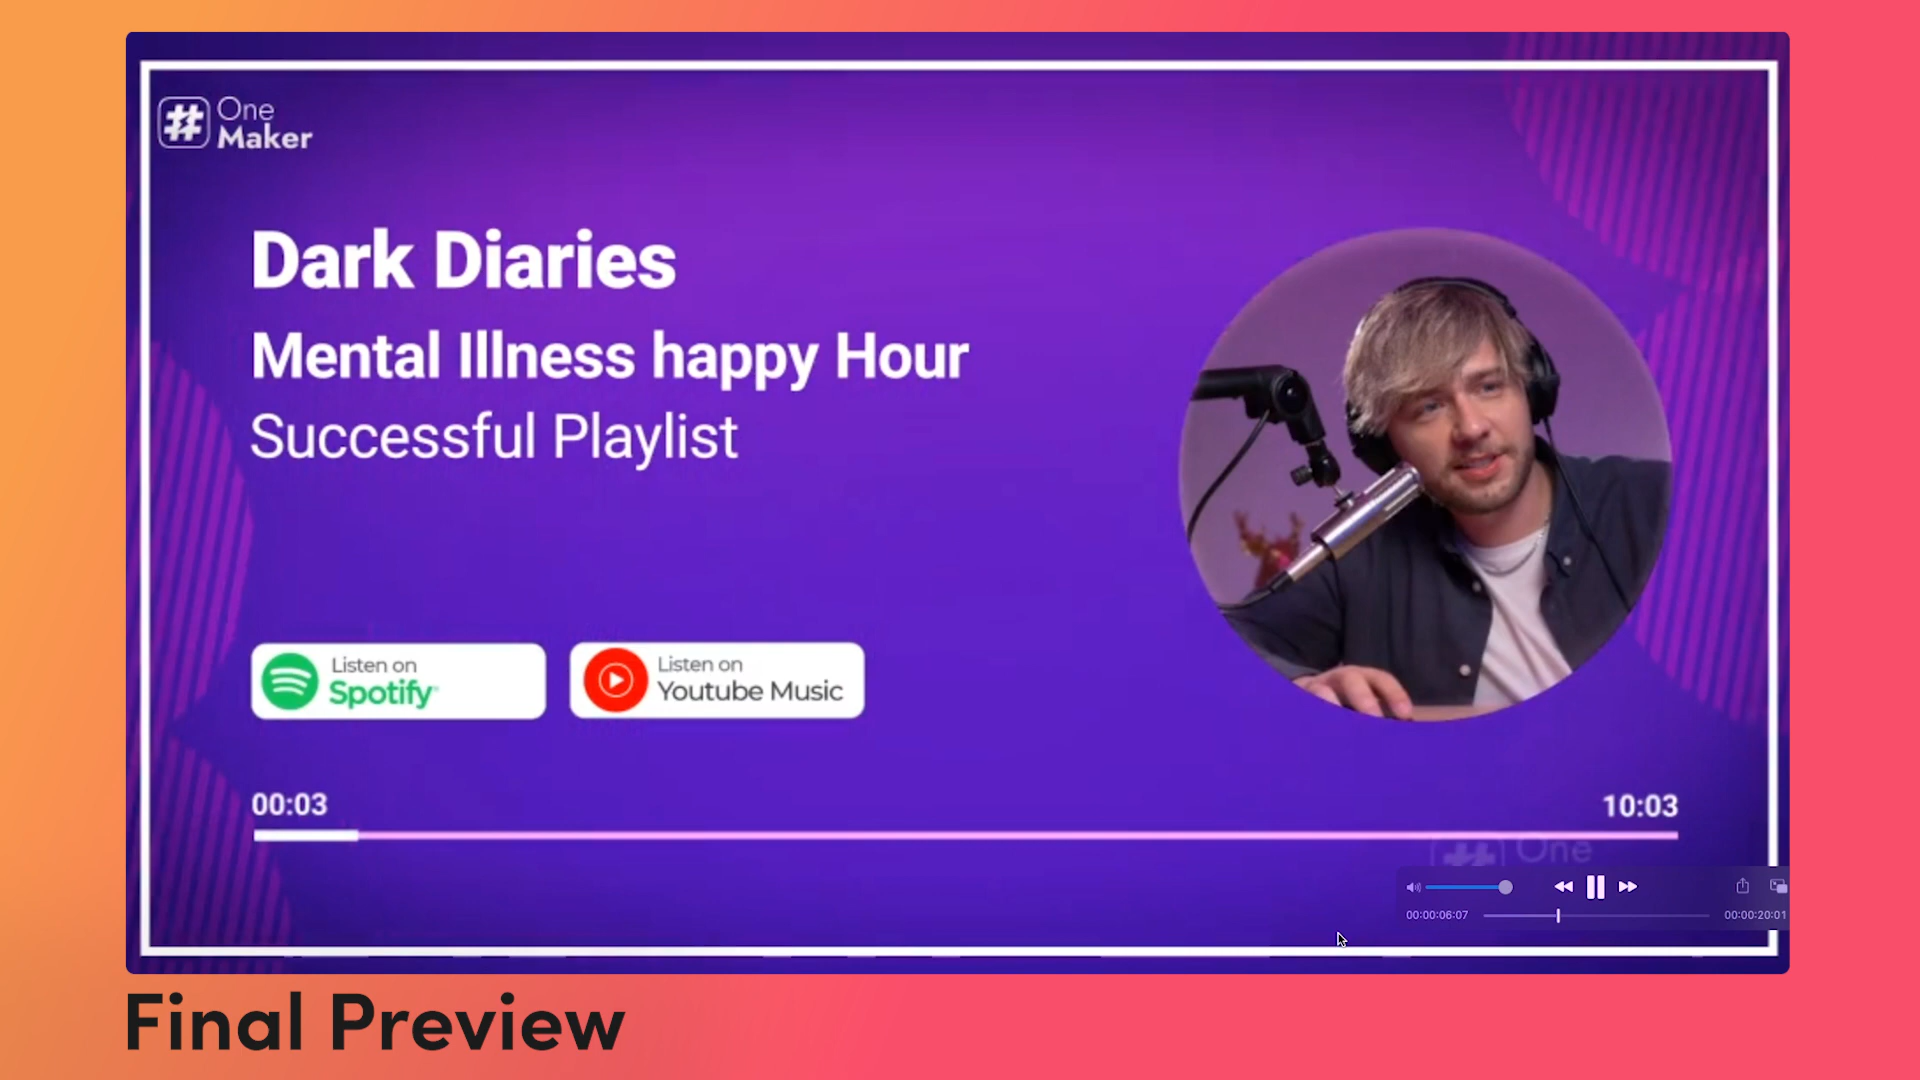 One
Maker
Dark Diaries
Mental Illness happy Hour
Successful Playlist
Listen on
Spotify
Listen on
Youtube Music
00:03
10:03
One
00:00:06:07
00:00:20:01
Final Preview